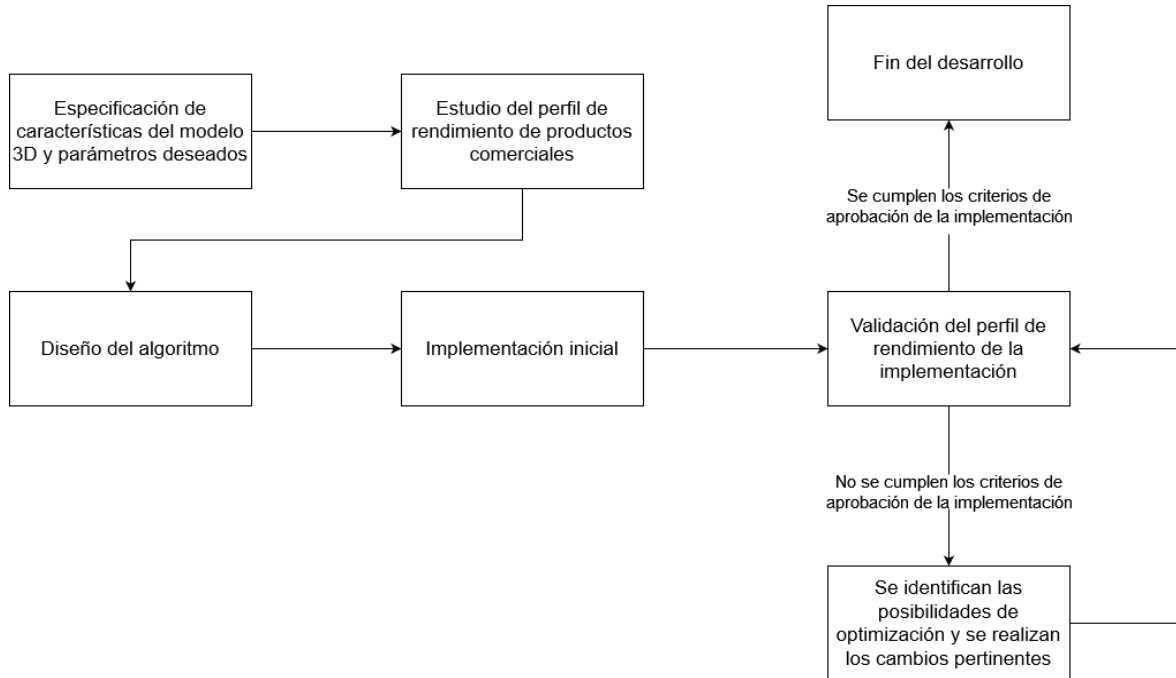 Especificación de
características del modelo
3D y parámetros deseados
Estudio del perfil de
rendimiento de productos
comerciales
Diseño del algoritmo
Implementación inicial
Validación del perfil de
rendimiento de la
implementación
Se cumplen los criterios de
aprobación de la implementación
Fin del desarrollo
No se cumplen los criterios de
aprobación de la implementación
Se identifican las
posibilidades de
optimización y se realizan
los cambios pertinentes